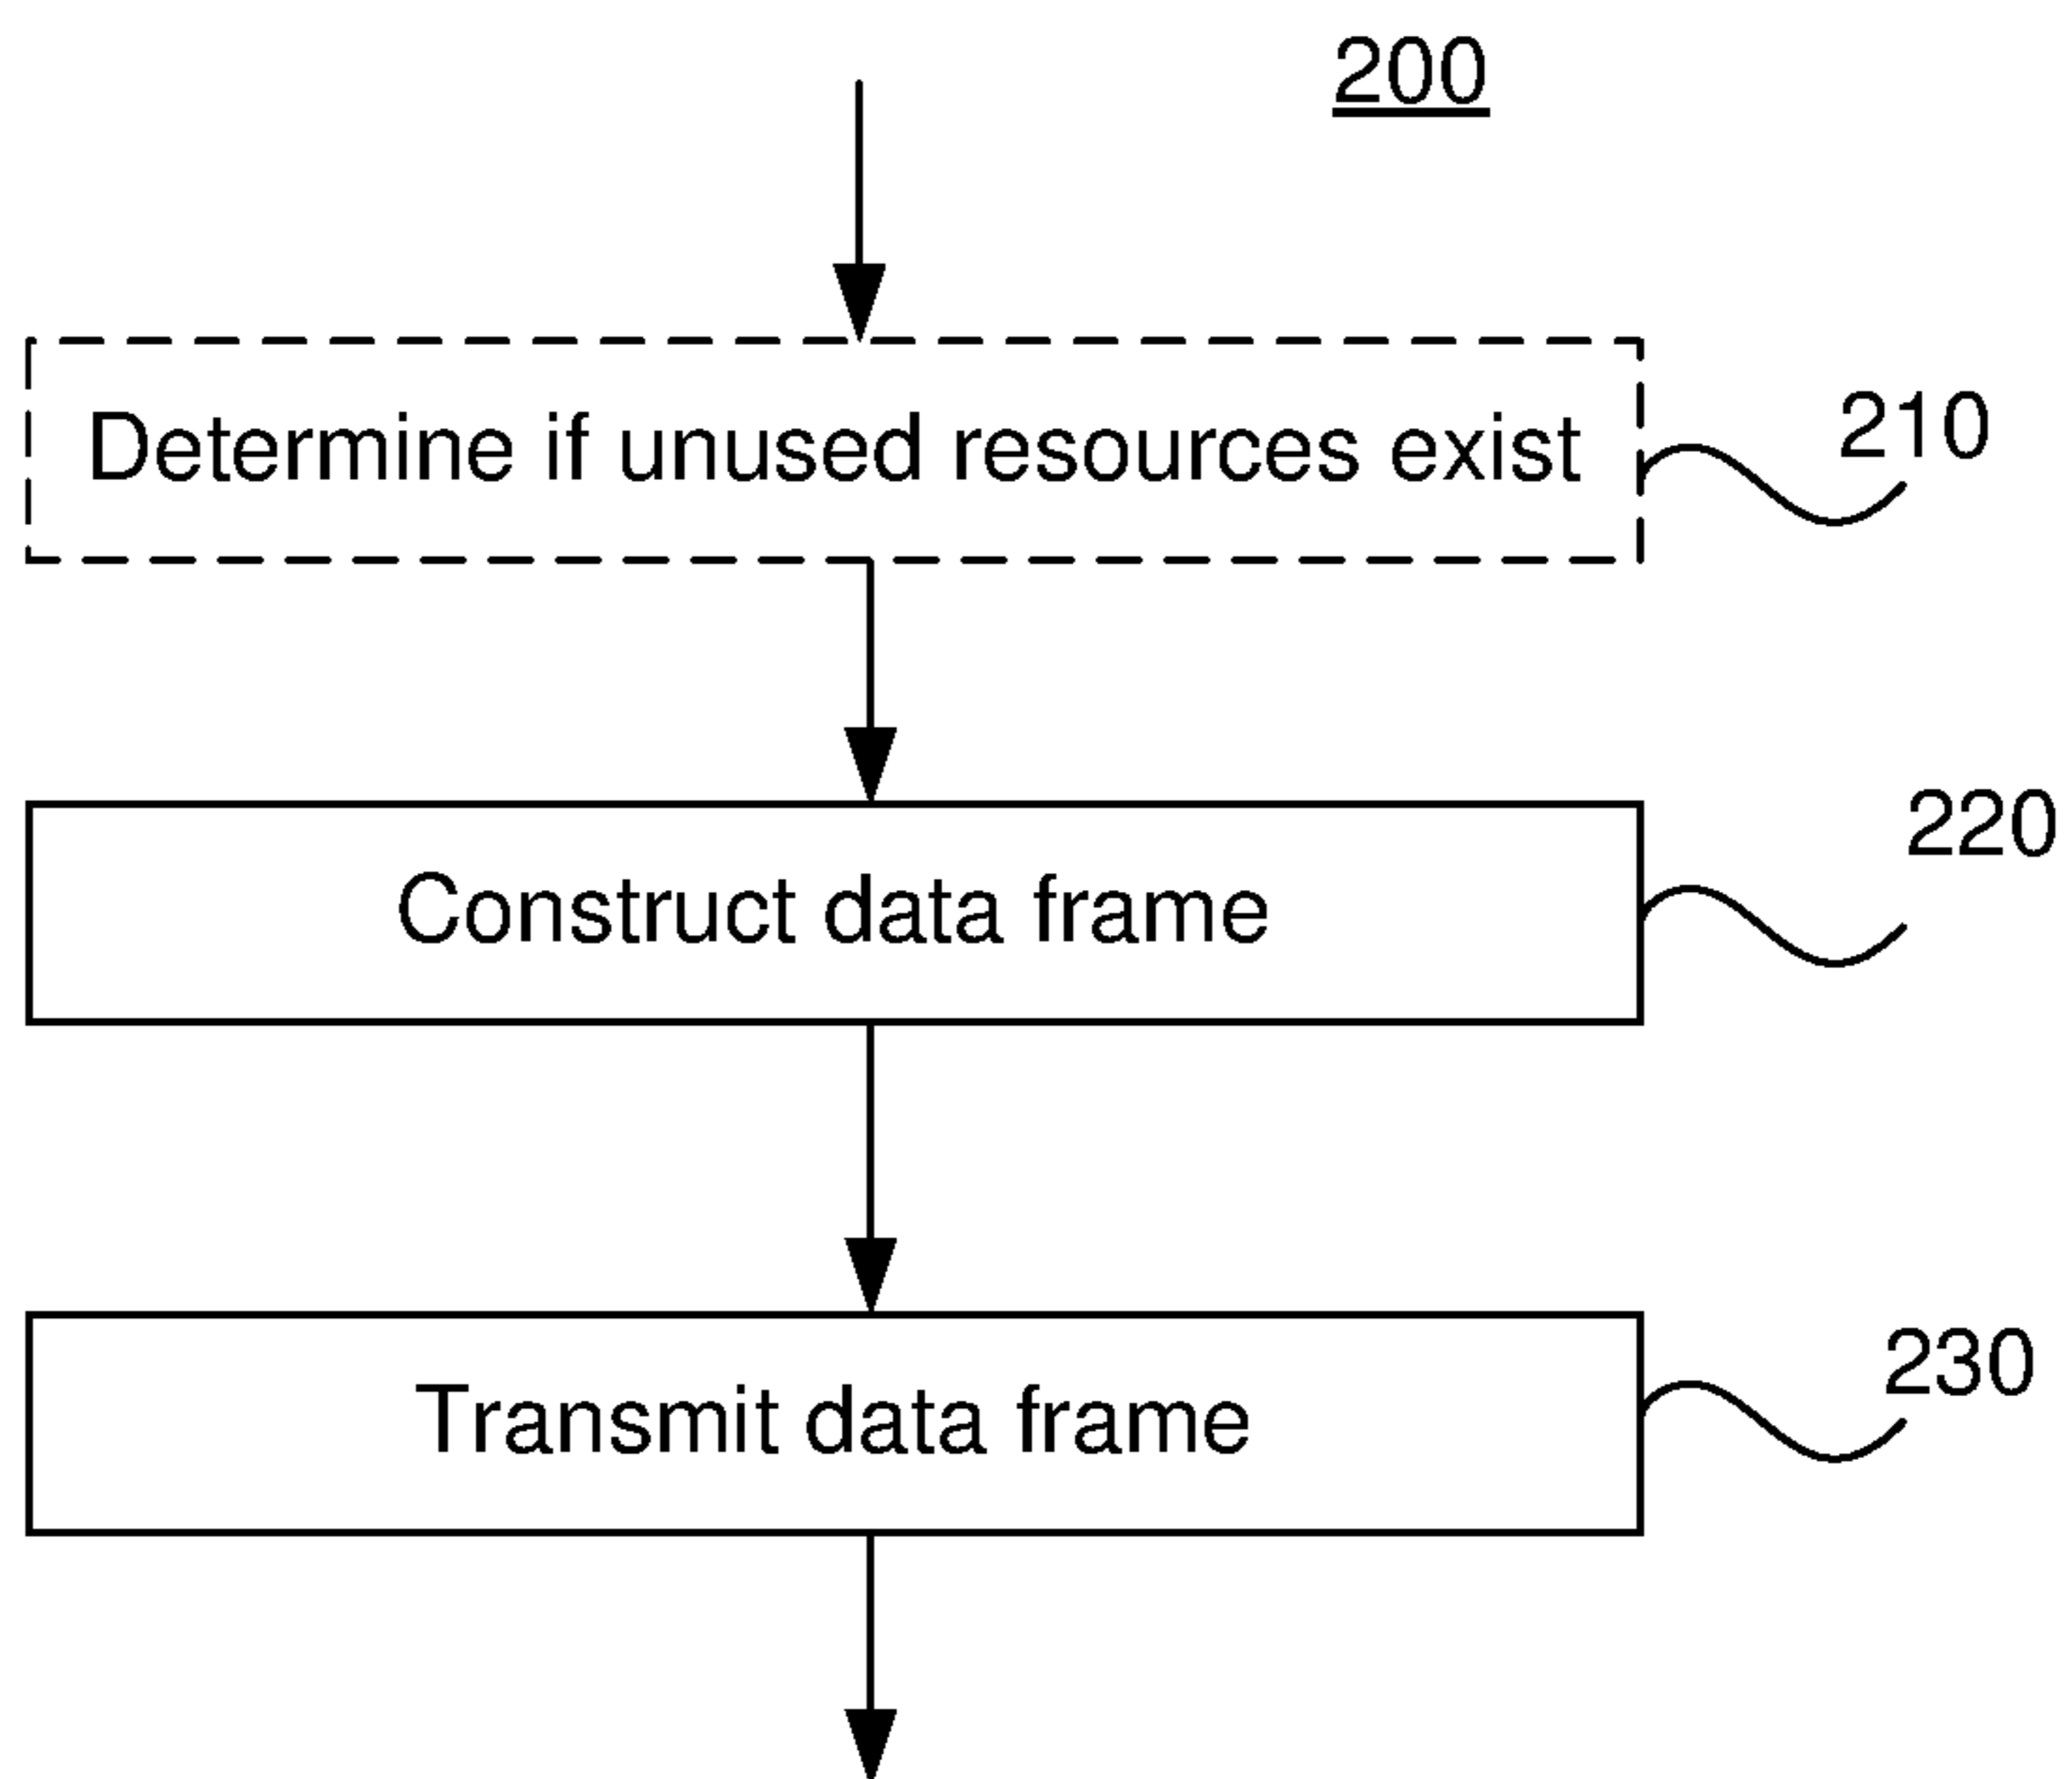 200
Determine if unused resources exist
210
Construct data frame
220
Transmit data frame
230